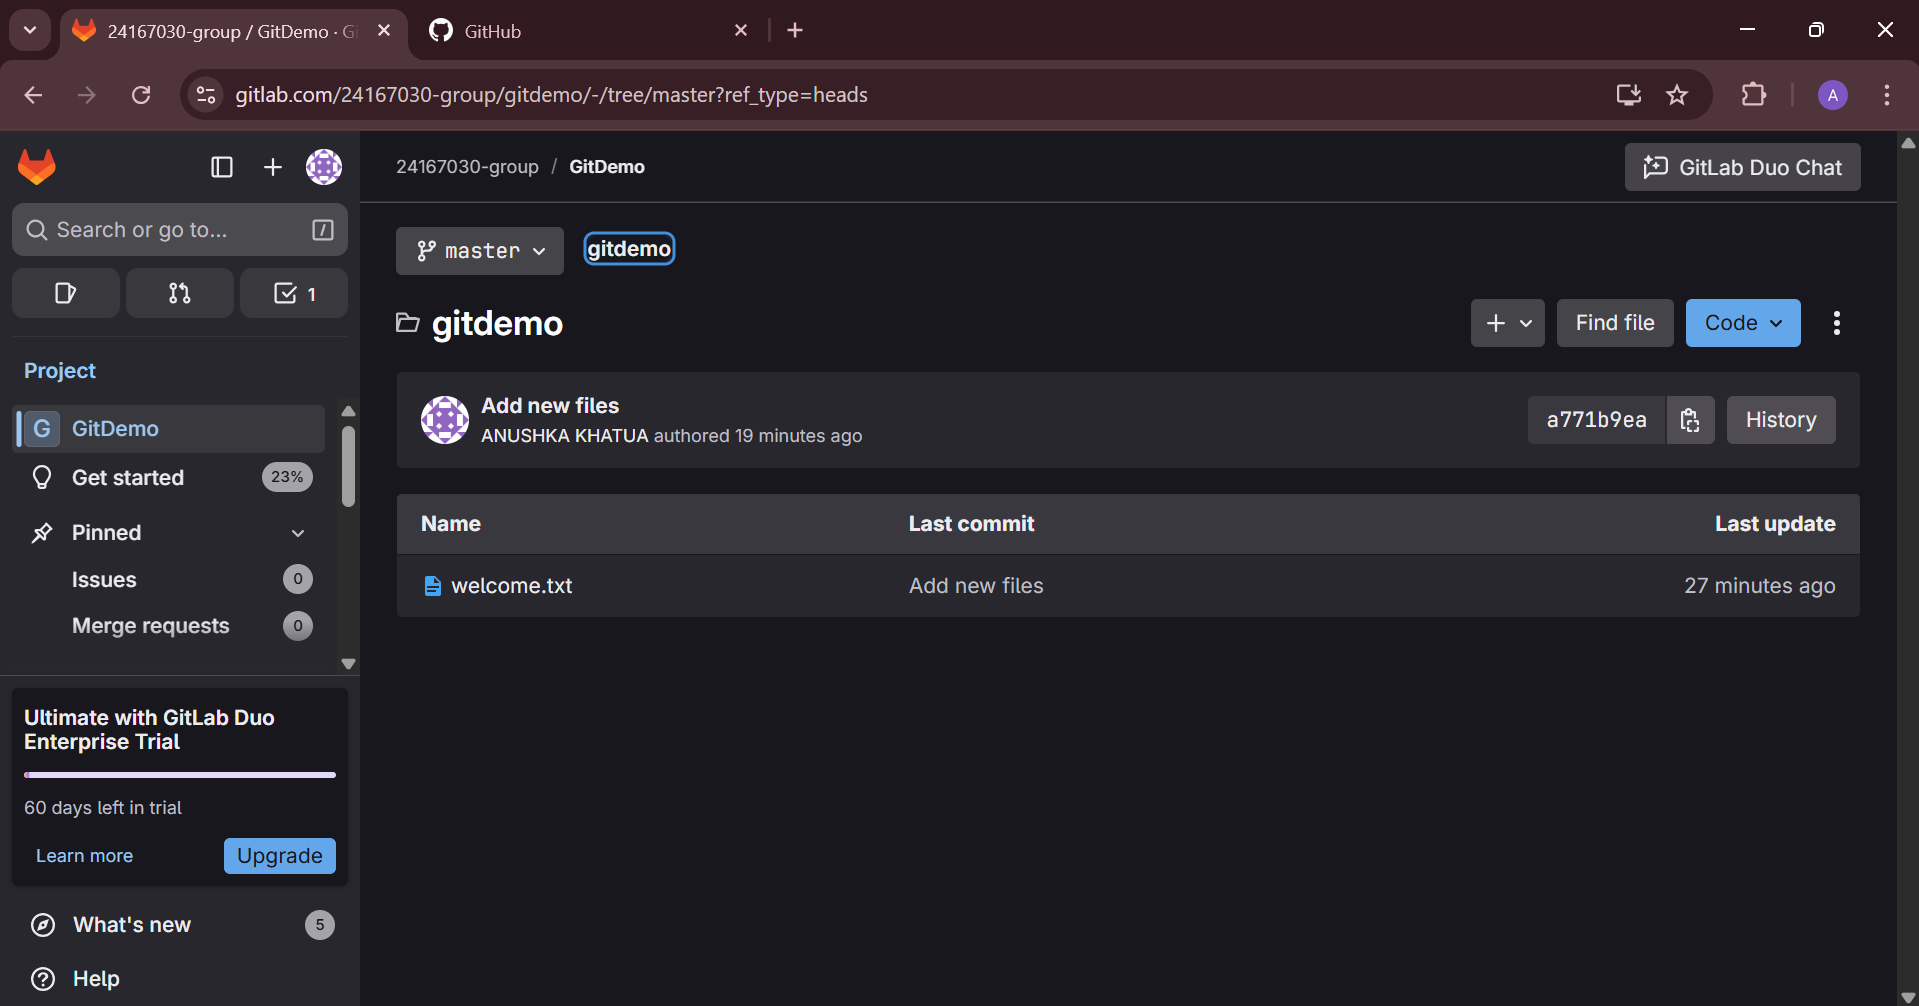 24167030-group / GitDemo · Gi
GitHub
gitlab.com/24167030-group/gitdemo/-/tree/master?ref_type=heads
A
24167030-group / GitDemo
GitLab Duo Chat
Search or go to...
/
master
gitdemo
1
gitdemo
Find file
Code
Project
Add new files
ANUSHKA KHATUA authored 19 minutes ago
a771b9ea
History
G GitDemo
Get started 23%
Pinned
Issues 0
Merge requests 0
Name Last commit Last update
welcome.txt Add new files 27 minutes ago
Ultimate with GitLab Duo
Enterprise Trial
60 days left in trial
Learn more Upgrade
What's new 5
Help